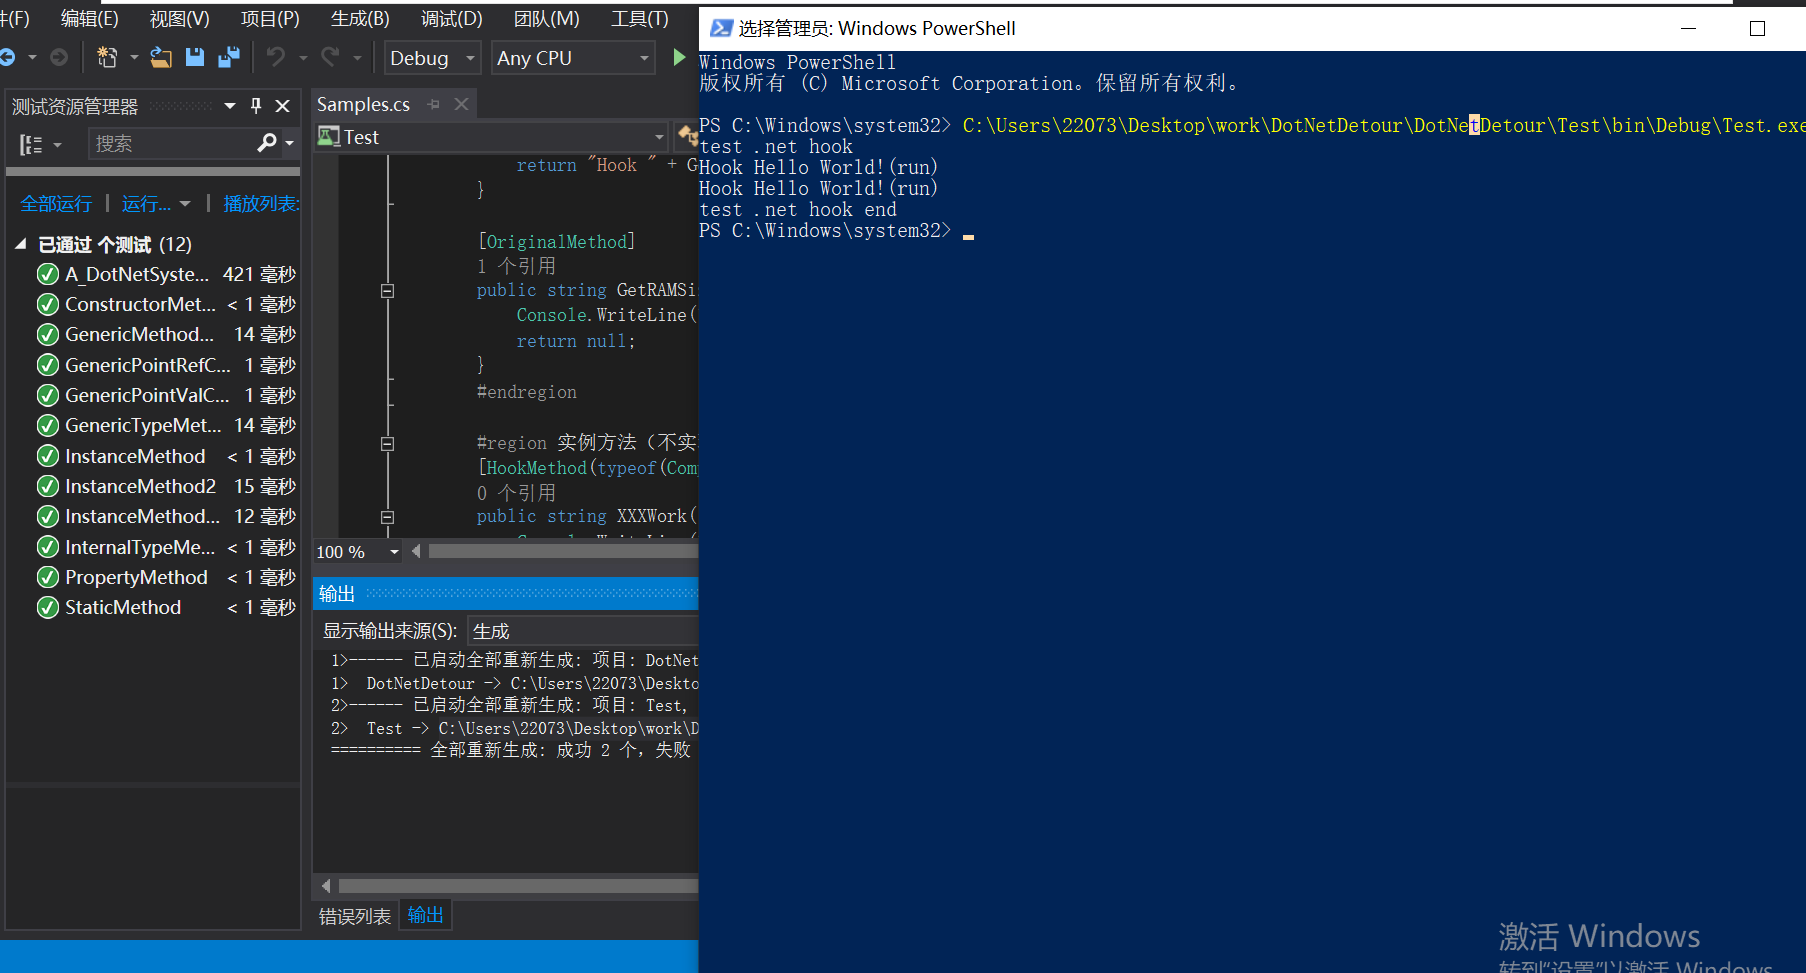 件(F) 编辑(E) 视图(V) 项目(P) 生成(B) 调试(D) 团队(M) 工具(T)
Debug Any CPU
测试资源管理器
搜索
全部运行 | 运行... | 播放列表:
已通过 个测试 (12)
A_DotNetSyste... 421 毫秒
ConstructorMet... < 1 毫秒
GenericMethod... 14 毫秒
GenericPointRefC... 1 毫秒
GenericPointValC... 1 毫秒
GenericTypeMet... 14 毫秒
InstanceMethod < 1 毫秒
InstanceMethod2 15 毫秒
InstanceMethod... 12 毫秒
InternalTypeMe... < 1 毫秒
PropertyMethod < 1 毫秒
StaticMethod < 1 毫秒
Samples.cs
Test
return "Hook " + G
}
[OriginalMethod]
1 个引用
public string GetRAMSi
Console.WriteLine(
return null;
}
#endregion
#region 实例方法（不实
[HookMethod(typeof(Com
0 个引用
public string XXXWork(
100 %
输出
显示输出来源(S): 生成
1>------ 已启动全部重新生成: 项目: DotNet
1> DotNetDetour -> C:\Users\22073\Deskto
2>------ 已启动全部重新生成: 项目: Test,
2> Test -> C:\Users\22073\Desktop\work\D
========== 全部重新生成: 成功 2 个，失败
错误列表 输出
选择管理员: Windows PowerShell
Windows PowerShell
版权所有 (C) Microsoft Corporation。保留所有权利。
PS C:\Windows\system32> C:\Users\22073\Desktop\work\DotNetDetour\DotNetDetour\Test\bin\Debug\Test.exe
test .net hook
Hook Hello World!(run)
Hook Hello World!(run)
test .net hook end
PS C:\Windows\system32>
激活 Windows
转到"设置"以激活 Windows